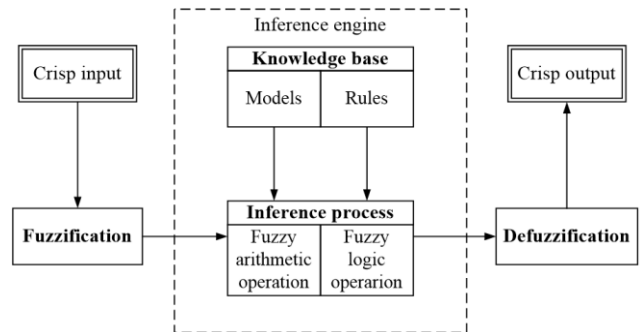 Inference engine
Crisp input
Knowledge base
Crisp output
Models
Rules
Fuzzification
Inference process
Defuzzification
Fuzzy
arithmetic
operation
Fuzzy
logic
operarion